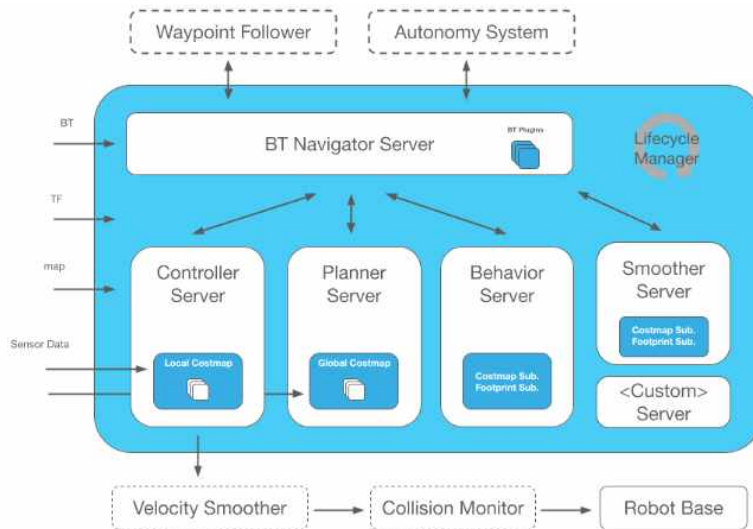 Waypoint Follower
Autonomy System
BT
BT Navigator Server
BT Plugins
Lifecycle
Manager
TF
map
Sensor Data
Controller
Server
Local Costmap
Planner
Server
Global Costmap
Behavior
Server
Costmap Sub.
Footprint Sub.
Smoother
Server
Costmap Sub.
Footprint Sub.
<Custom>
Server
Velocity Smoother
Collision Monitor
Robot Base